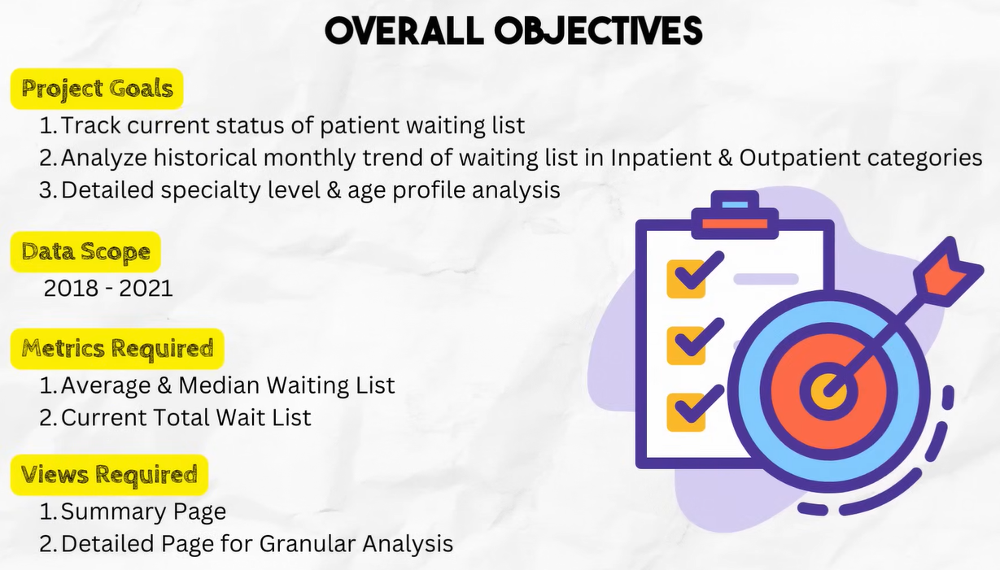 OVERALL OBJECTIVES
Project Goals
1. Track current status of patient waiting list
2. Analyze historical monthly trend of waiting list in Inpatient & Outpatient categories
3. Detailed specialty level & age profile analysis
Data Scope
2018 - 2021
Metrics Required
1. Average & Median Waiting List
2. Current Total Wait List
Views Required
1. Summary Page
2. Detailed Page for Granular Analysis